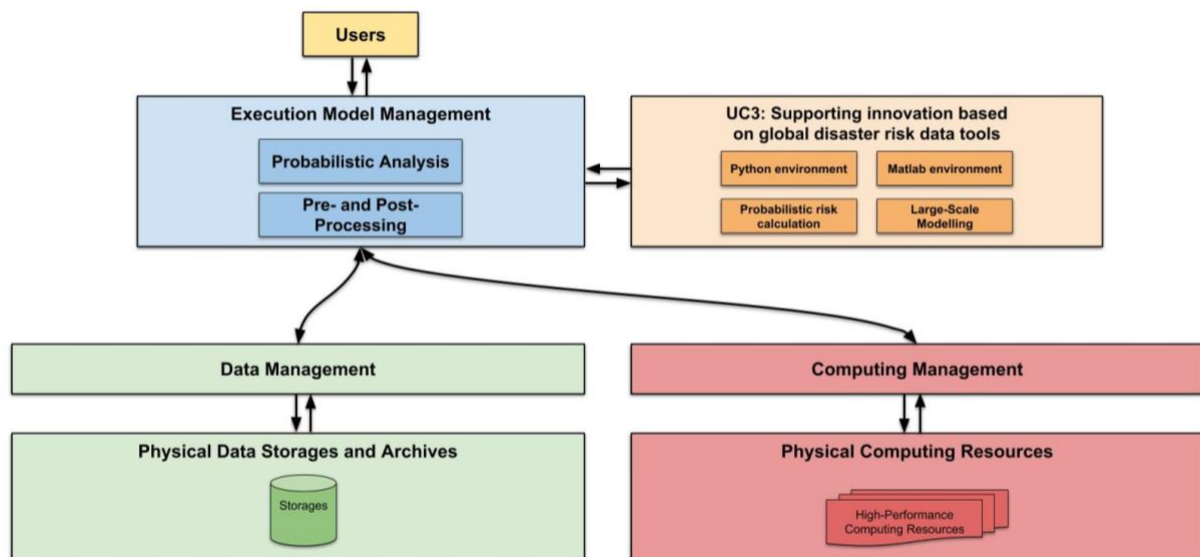 Users
Execution Model Management
Probabilistic Analysis
Pre- and Post-
Processing
UC3: Supporting innovation based
on global disaster risk data tools
Python environment
Matlab environment
Probabilistic risk
calculation
Large-Scale
Modelling
Data Management
Computing Management
Physical Data Storages and Archives
Storages
Physical Computing Resources
High-Performance
Computing Resources